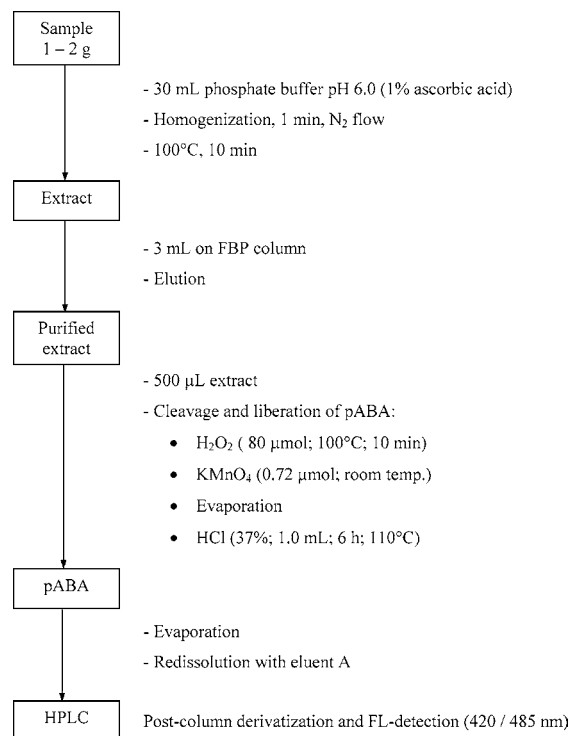 Sample
1 – 2 g
- 30 mL phosphate buffer pH 6.0 (1% ascorbic acid)
- Homogenization, 1 min, N₂ flow
- 100°C, 10 min
Extract
- 3 mL on FBP column
- Elution
Purified
extract
- 500 µL extract
- Cleavage and liberation of pABA:
• H₂O₂ ( 80 µmol; 100°C; 10 min)
• KMnO₄ (0.72 µmol; room temp.)
• Evaporation
• HCl (37%; 1.0 mL; 6 h; 110°C)
pABA
- Evaporation
- Redissolution with eluent A
HPLC
Post-column derivatization and FL-detection (420 / 485 nm)